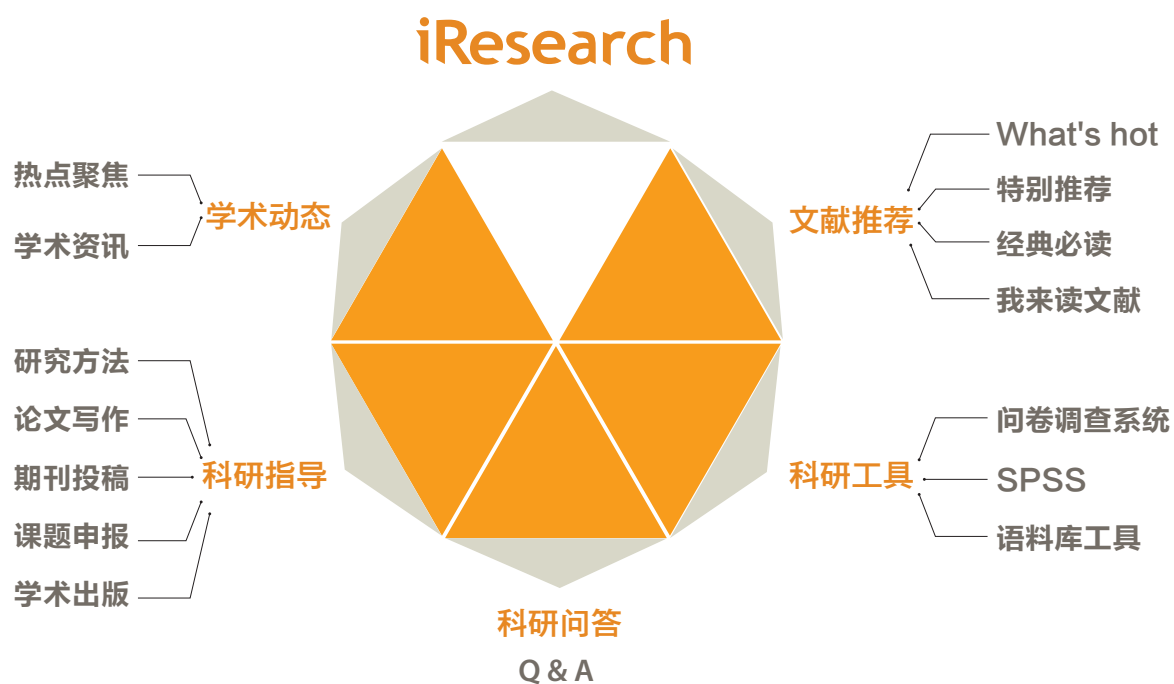 iResearch
学术动态
热点聚焦
学术资讯
文献推荐
What's hot
特别推荐
经典必读
我来读文献
科研指导
研究方法
论文写作
期刊投稿
课题申报
学术出版
科研工具
问卷调查系统
SPSS
语料库工具
科研问答
Q & A